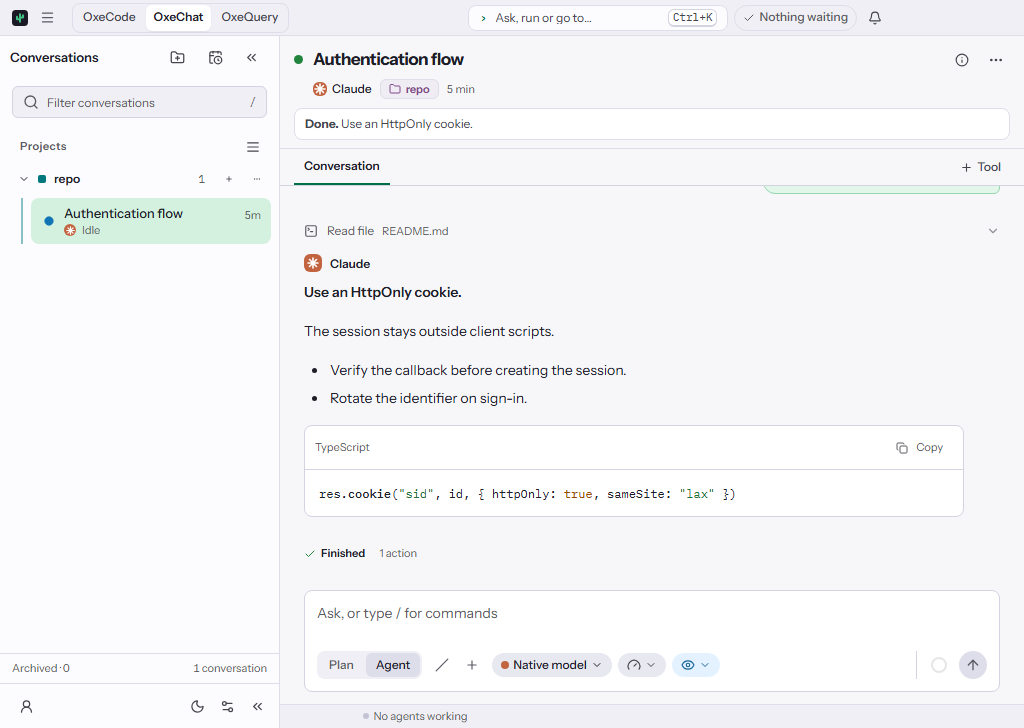 OxeCode OxeChat OxeQuery
› Ask, run or go to... Ctrl+K
Nothing waiting
Conversations
Filter conversations /
Projects
repo 1 + ...
Authentication flow 5m
Idle
Archived · 0 1 conversation
Authentication flow
Claude repo 5 min
Done. Use an HttpOnly cookie.
Conversation + Tool
Read file README.md
Claude
Use an HttpOnly cookie.
The session stays outside client scripts.
• Verify the callback before creating the session.
• Rotate the identifier on sign-in.
TypeScript Copy
res.cookie("sid", id, { httpOnly: true, sameSite: "lax" })
Finished 1 action
Ask, or type / for commands
Plan Agent Native model
No agents working